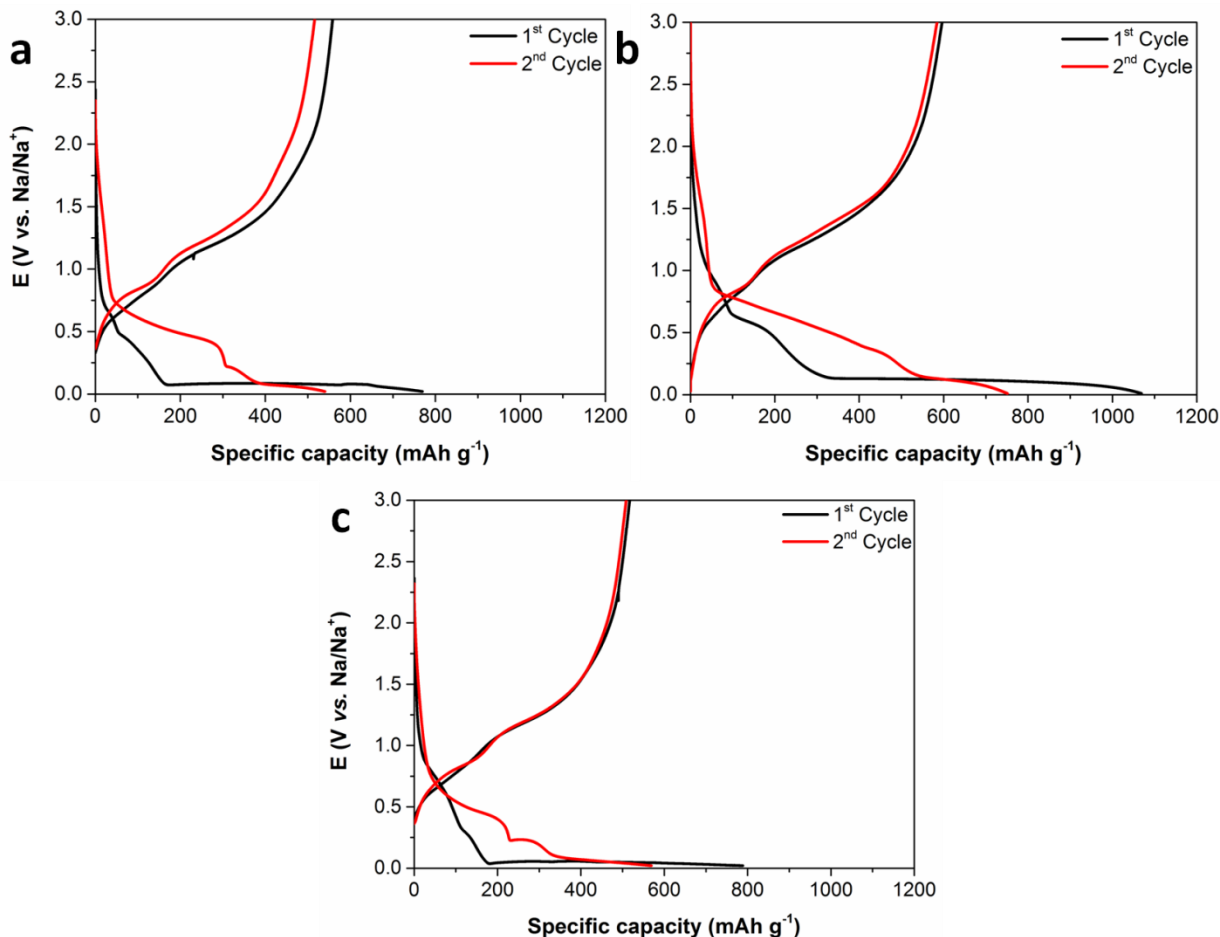 a
3.0
2.5
2.0
1.5
1.0
0.5
0.0
E (V vs. Na/Na⁺)
1ˢᵗ Cycle
2ⁿᵈ Cycle
0 200 400 600 800 1000 1200
Specific capacity (mAh g⁻¹)
b
3.0
2.5
2.0
1.5
1.0
0.5
0.0
1ˢᵗ Cycle
2ⁿᵈ Cycle
0 200 400 600 800 1000 1200
Specific capacity (mAh g⁻¹)
c
3.0
2.5
2.0
1.5
1.0
0.5
0.0
E (V vs. Na/Na⁺)
1ˢᵗ Cycle
2ⁿᵈ Cycle
0 200 400 600 800 1000 1200
Specific capacity (mAh g⁻¹)